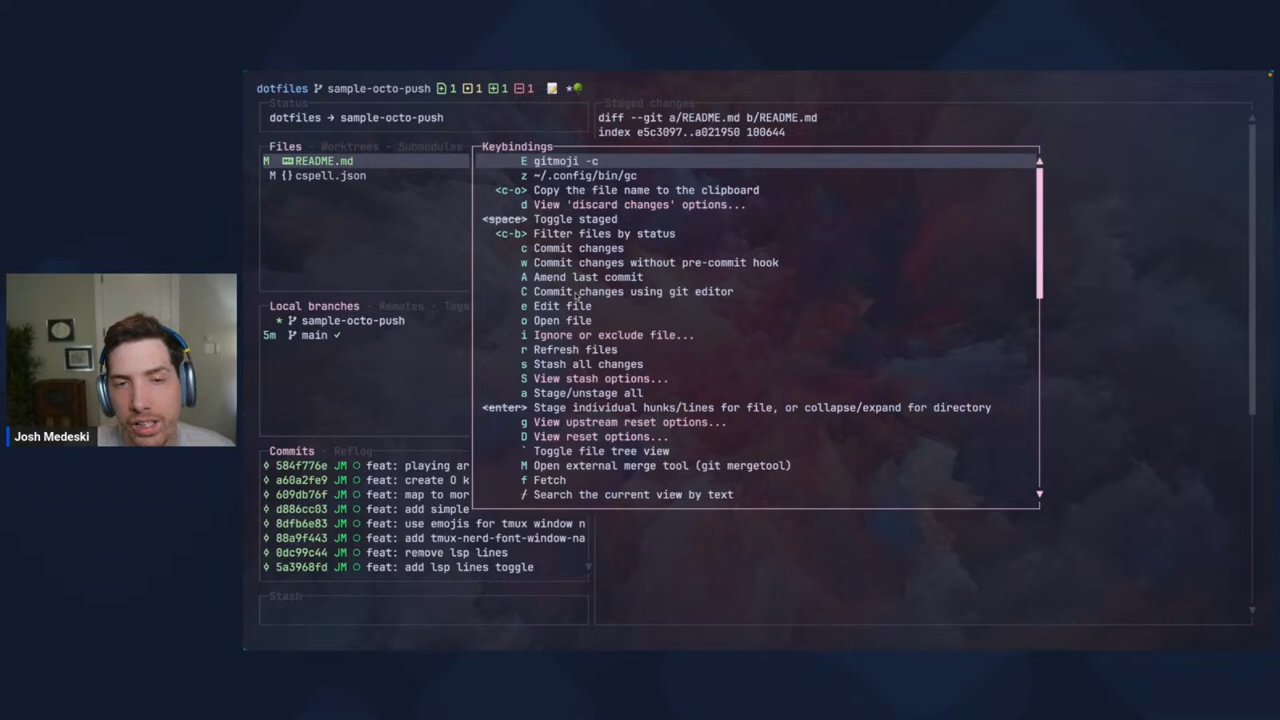 dotfiles sample-octo-push 1 1 1 1
Status
dotfiles → sample-octo-push
Files - Worktrees - Submodules
M README.md
M {} cspell.json
Local branches - Remotes - Tags
* sample-octo-push
5m main ✓
Commits - Reflog
584f776e JM feat: playing ar
a60a2fe9 JM feat: create O k
609db76f JM feat: map to mor
d886cc03 JM feat: add simple
8dfb6e83 JM feat: use emojis for tmux window n
88a9f443 JM feat: add tmux-nerd-font-window-na
0dc99c44 JM feat: remove lsp lines
5a3968fd JM feat: add lsp lines toggle
Stash
Staged changes
diff --git a/README.md b/README.md
index e5c3097..a021950 100644
Keybindings
E gitmoji -c
z ~/.config/bin/gc
<c-o> Copy the file name to the clipboard
d View 'discard changes' options...
<space> Toggle staged
<c-b> Filter files by status
c Commit changes
w Commit changes without pre-commit hook
A Amend last commit
C Commit changes using git editor
e Edit file
o Open file
i Ignore or exclude file...
r Refresh files
s Stash all changes
S View stash options...
a Stage/unstage all
<enter> Stage individual hunks/lines for file, or collapse/expand for directory
g View upstream reset options...
D View reset options...
` Toggle file tree view
M Open external merge tool (git mergetool)
f Fetch
/ Search the current view by text
Josh Medeski